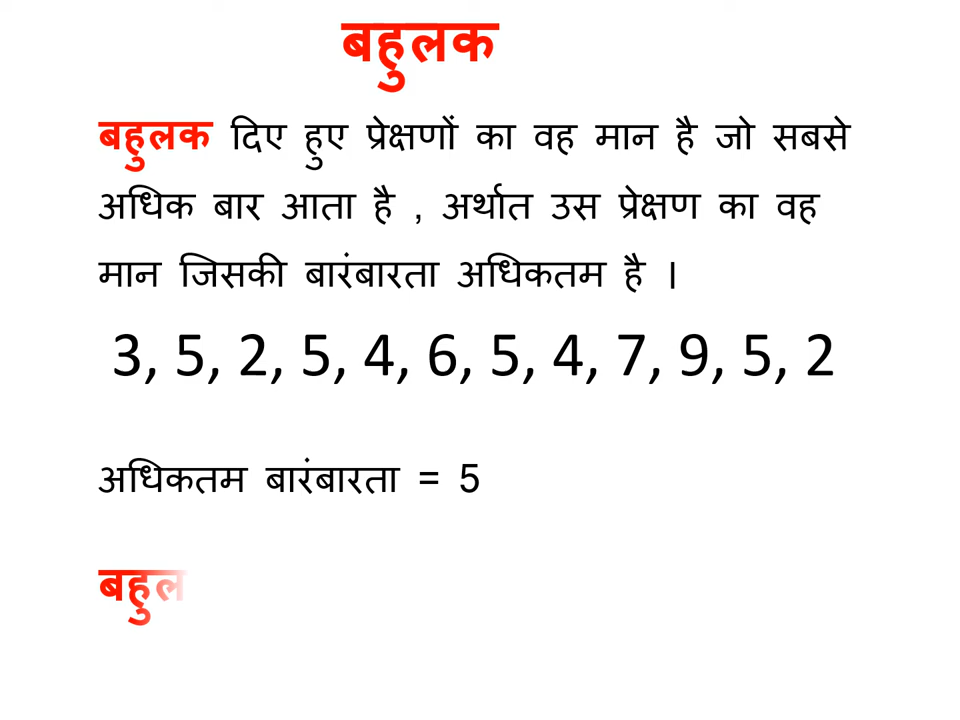 बहुलक
बहुलक दिए हुए प्रेक्षणों का वह मान है जो सबसे
अधिक बार आता है , अर्थात उस प्रेक्षण का वह
मान जिसकी बारंबारता अधिकतम है ।
3, 5, 2, 5, 4, 6, 5, 4, 7, 9, 5, 2
अधिकतम बारंबारता = 5
बहुल